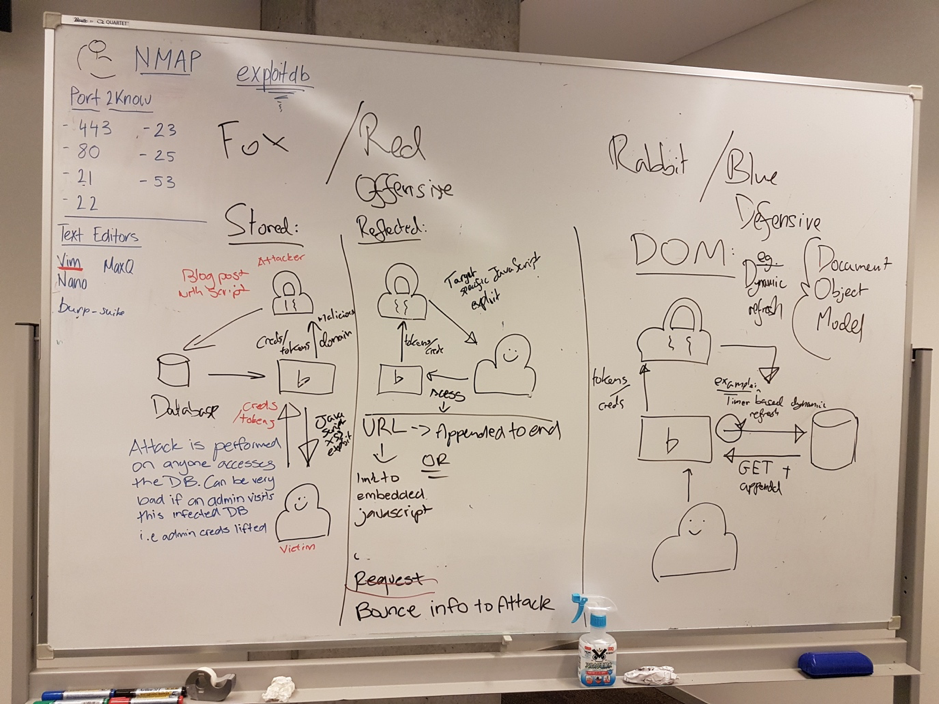 QUARTET
NMAP
exploitdb
Port 2Know
- 443
- 80
- 21
- 22
- 23
- 25
- 53
Text Editors
Vim MaxQ
Nano
burp-suite
Fox / Red
Offensive
Rabbit / Blue
Defensive
Stored:
Attacker
Blog post
with script
Malicious
domain
creds/
tokens
b
Database
creds
/tokens
Java
script
XSS
exploit
Attack is performed
on anyone accesses
the DB. Can be very
bad if an admin visits
this infected DB
i.e admin creds lifted
Victim
Reflected:
Target
specific JavaScript
exploit
tokens/creds
b
Access
URL -> Appended to end
OR
link to
embedded
javascript
Request
Bounce info to Attack
DOM:
eg.
Dynamic
refresh
Document
Object
Model
tokens
/
creds
b
example:
Timer based dynamic
refresh
GET +
append